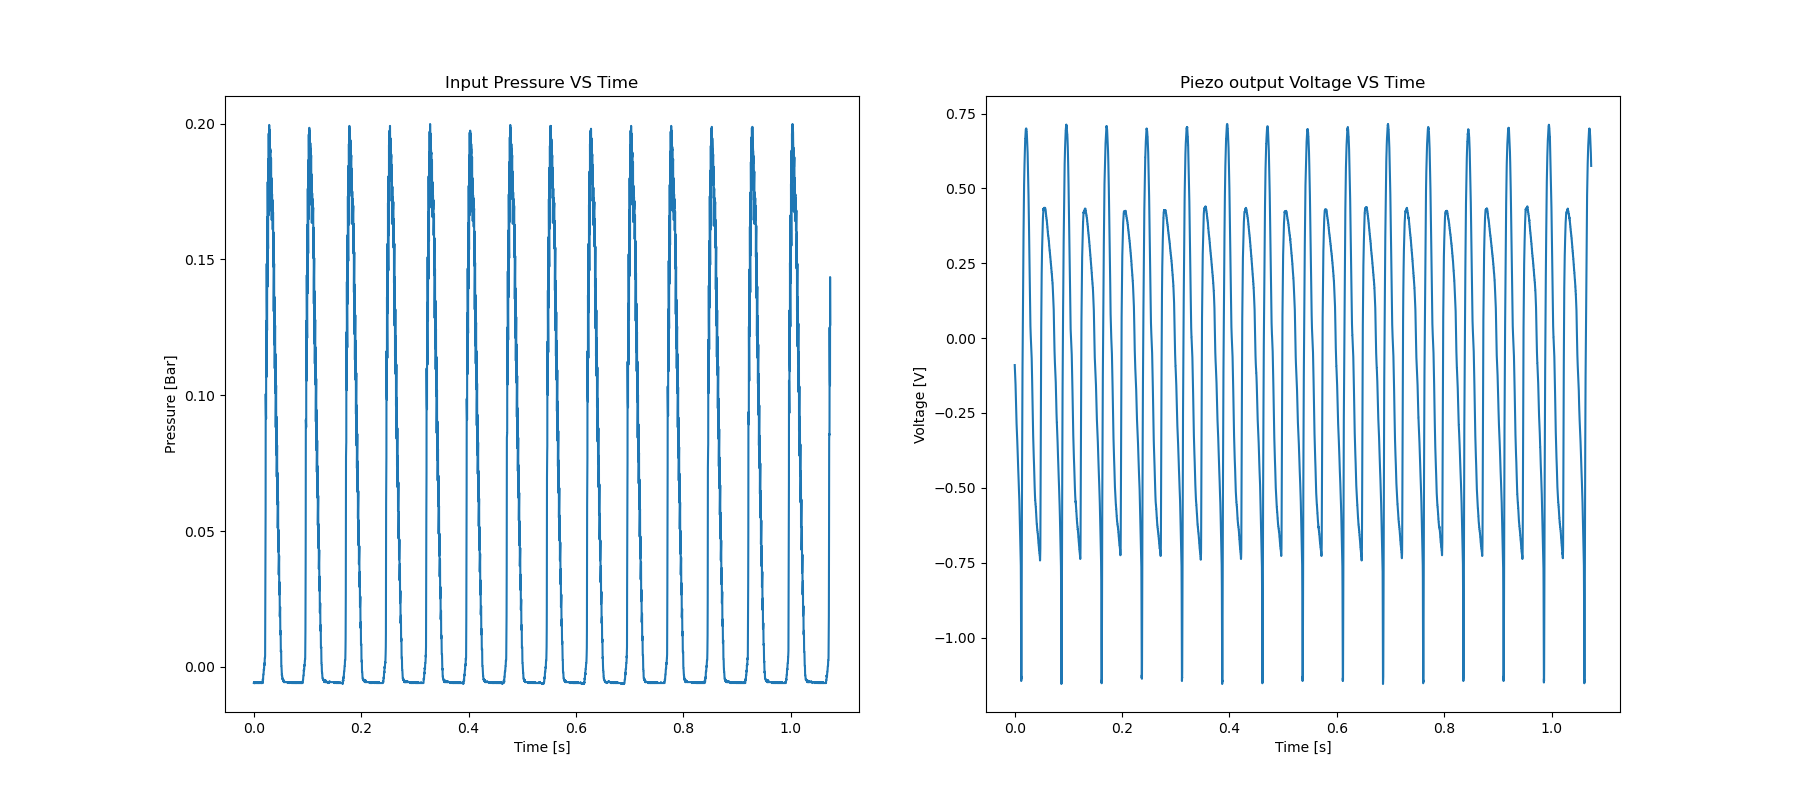 Input Pressure VS Time
0.20
0.15
0.10
0.05
0.00
Pressure [Bar]
0.0 0.2 0.4 0.6 0.8 1.0
Time [s]
Piezo output Voltage VS Time
0.75
0.50
0.25
0.00
−0.25
−0.50
−0.75
−1.00
Voltage [V]
0.0 0.2 0.4 0.6 0.8 1.0
Time [s]